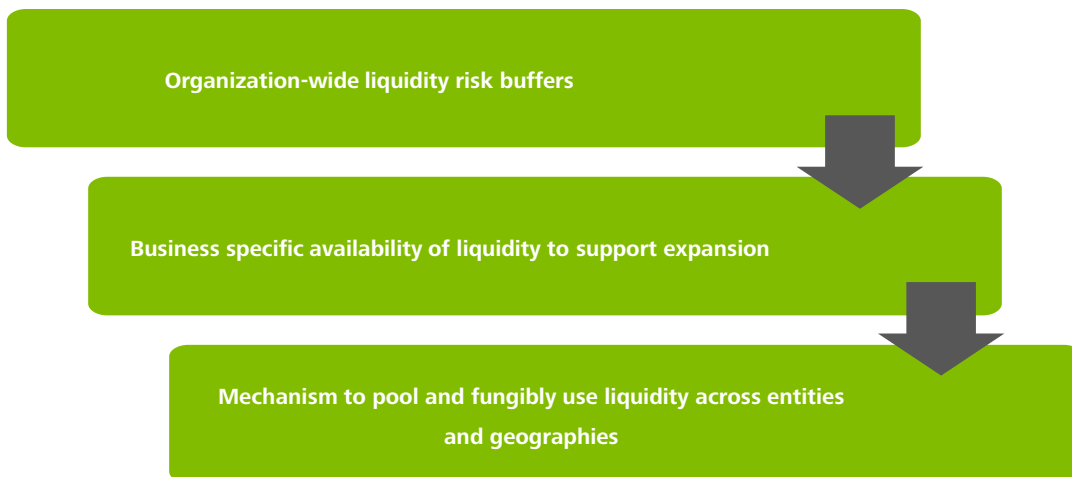 Organization-wide liquidity risk buffers
Business specific availability of liquidity to support expansion
Mechanism to pool and fungibly use liquidity across entities
and geographies